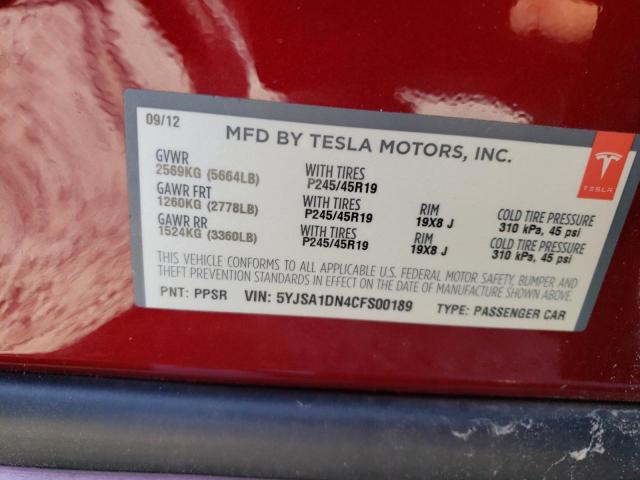 09/12
MFD BY TESLA MOTORS, INC.
GVWR
2569KG (5664LB) WITH TIRES P245/45R19
GAWR FRT
1260KG (2778LB) WITH TIRES P245/45R19 RIM 19X8 J COLD TIRE PRESSURE 310 kPa, 45 psi
GAWR RR
1524KG (3360LB) WITH TIRES P245/45R19 RIM 19X8 J COLD TIRE PRESSURE 310 kPa, 45 psi
THIS VEHICLE CONFORMS TO ALL APPLICABLE U.S. FEDERAL MOTOR SAFETY, BUMPER AND
THEFT PREVENTION STANDARDS IN EFFECT ON THE DATE OF MANUFACTURE SHOWN ABOVE.
PNT: PPSR VIN: 5YJSA1DN4CFS00189 TYPE: PASSENGER CAR
TESLA